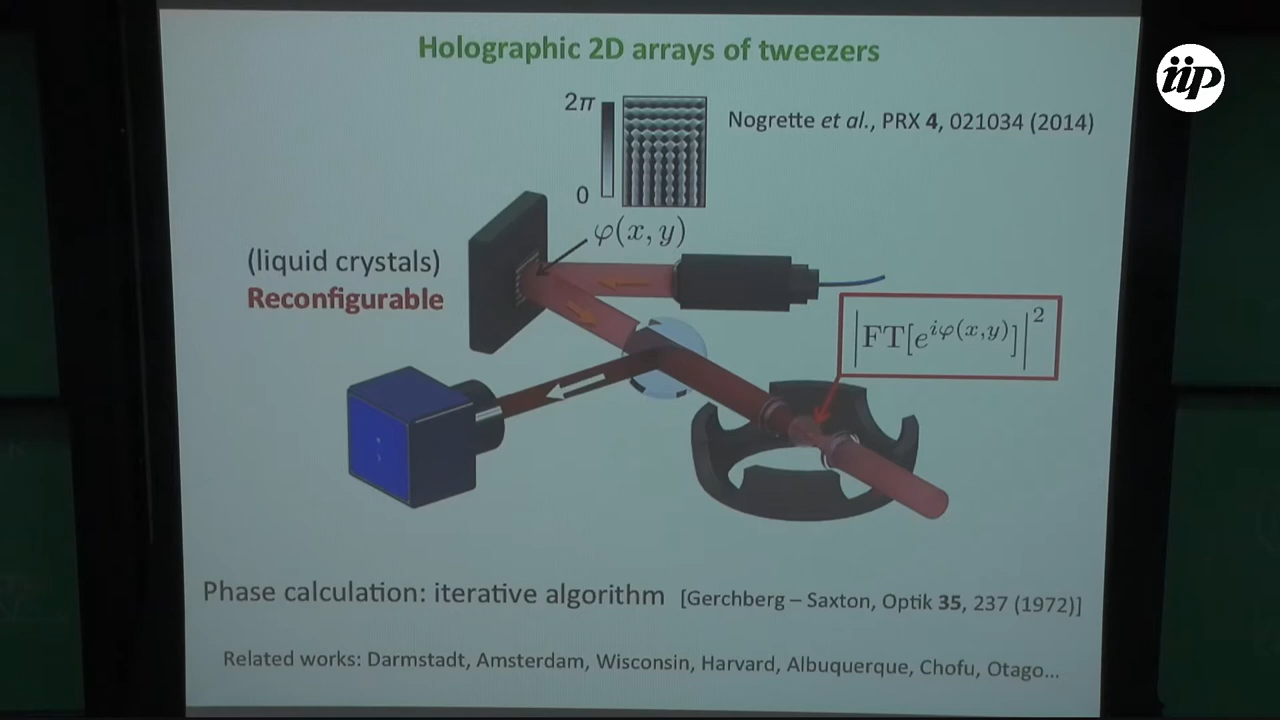 Holographic 2D arrays of tweezers
2π
0
Nogrette et al., PRX 4, 021034 (2014)
φ(x, y)
(liquid crystals)
Reconfigurable
|FT[e^{iφ(x,y)}]|^2
Phase calculation: iterative algorithm [Gerchberg – Saxton, Optik 35, 237 (1972)]
Related works: Darmstadt, Amsterdam, Wisconsin, Harvard, Albuquerque, Chofu, Otago...
iip